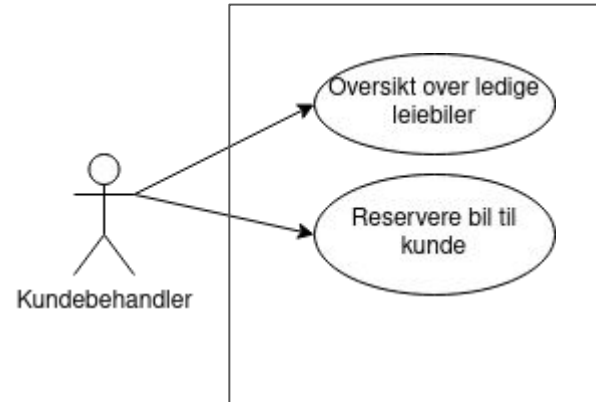 Oversikt over ledige
leiebiler
Reservere bil til
kunde
Kundebehandler